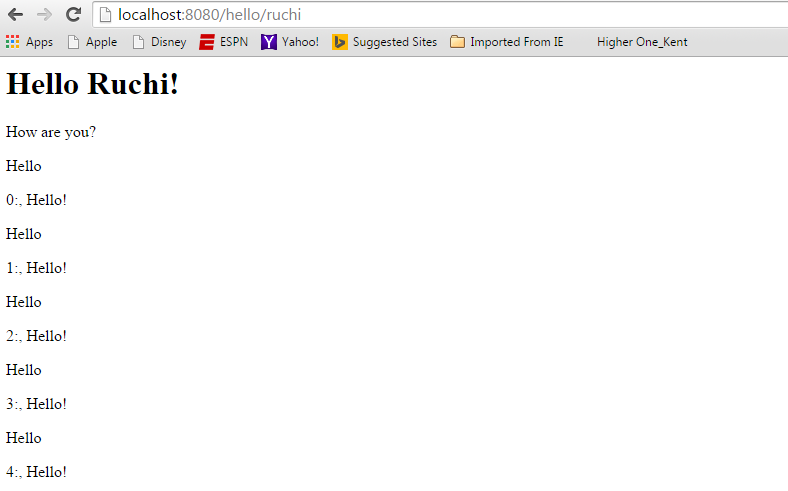 localhost:8080/hello/ruchi
Apps Apple Disney ESPN Yahoo! Suggested Sites Imported From IE Higher One_Kent
Hello Ruchi!
How are you?
Hello
0:, Hello!
Hello
1:, Hello!
Hello
2:, Hello!
Hello
3:, Hello!
Hello
4:, Hello!